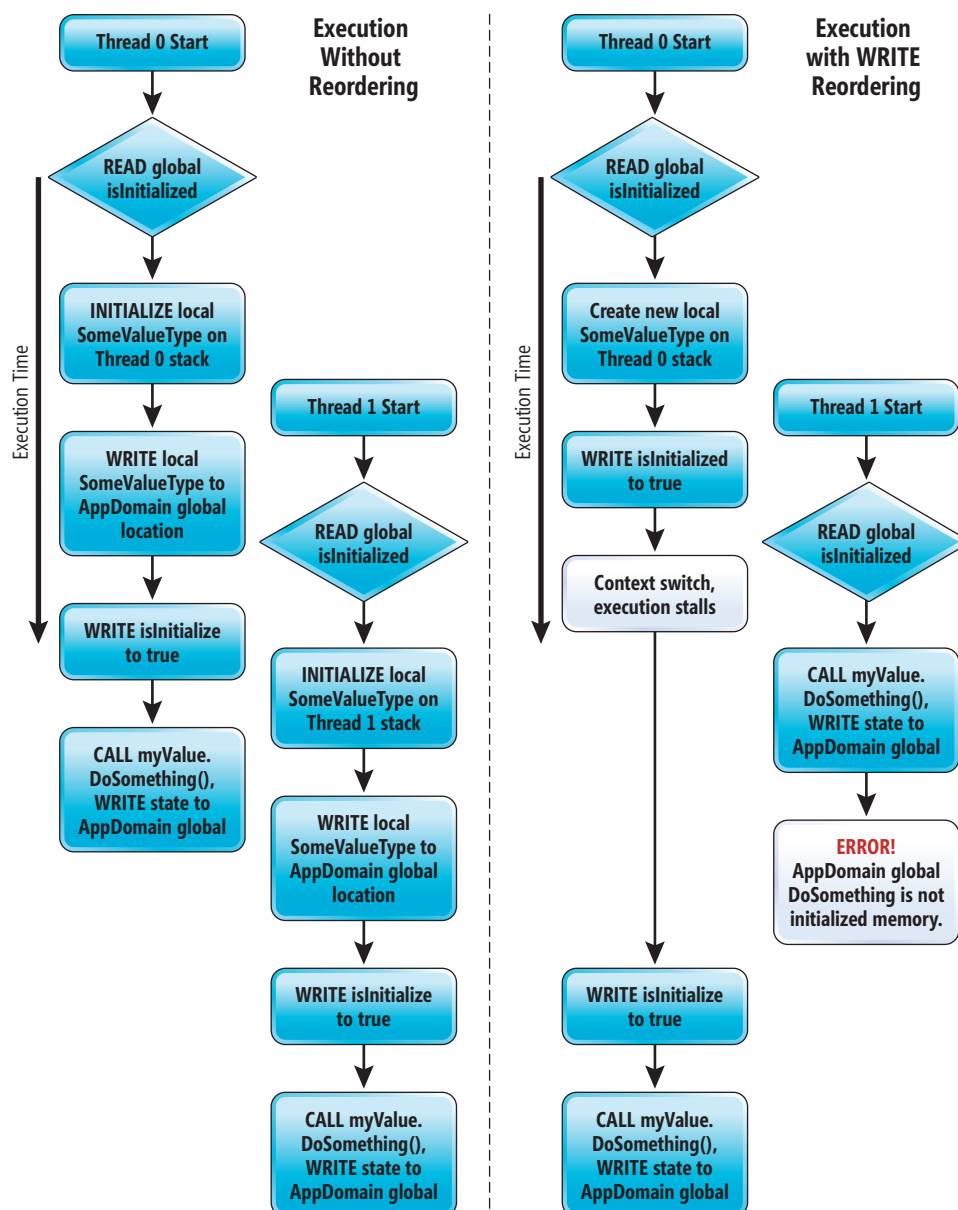 Execution
Without
Reordering
Thread 0 Start
READ global
isInitialized
Execution Time
INITIALIZE local
SomeValueType on
Thread 0 stack
WRITE local
SomeValueType to
AppDomain global
location
WRITE isInitialize
to true
CALL myValue.
DoSomething(),
WRITE state to
AppDomain global
Thread 1 Start
READ global
isInitialized
INITIALIZE local
SomeValueType on
Thread 1 stack
WRITE local
SomeValueType to
AppDomain global
location
WRITE isInitialize
to true
CALL myValue.
DoSomething(),
WRITE state to
AppDomain global
Execution
with WRITE
Reordering
Thread 0 Start
READ global
isInitialized
Execution Time
Create new local
SomeValueType on
Thread 0 stack
WRITE isInitialized
to true
Context switch,
execution stalls
WRITE isInitialize
to true
CALL myValue.
DoSomething(),
WRITE state to
AppDomain global
Thread 1 Start
READ global
isInitialized
CALL myValue.
DoSomething(),
WRITE state to
AppDomain global
ERROR!
AppDomain global
DoSomething is not
initialized memory.